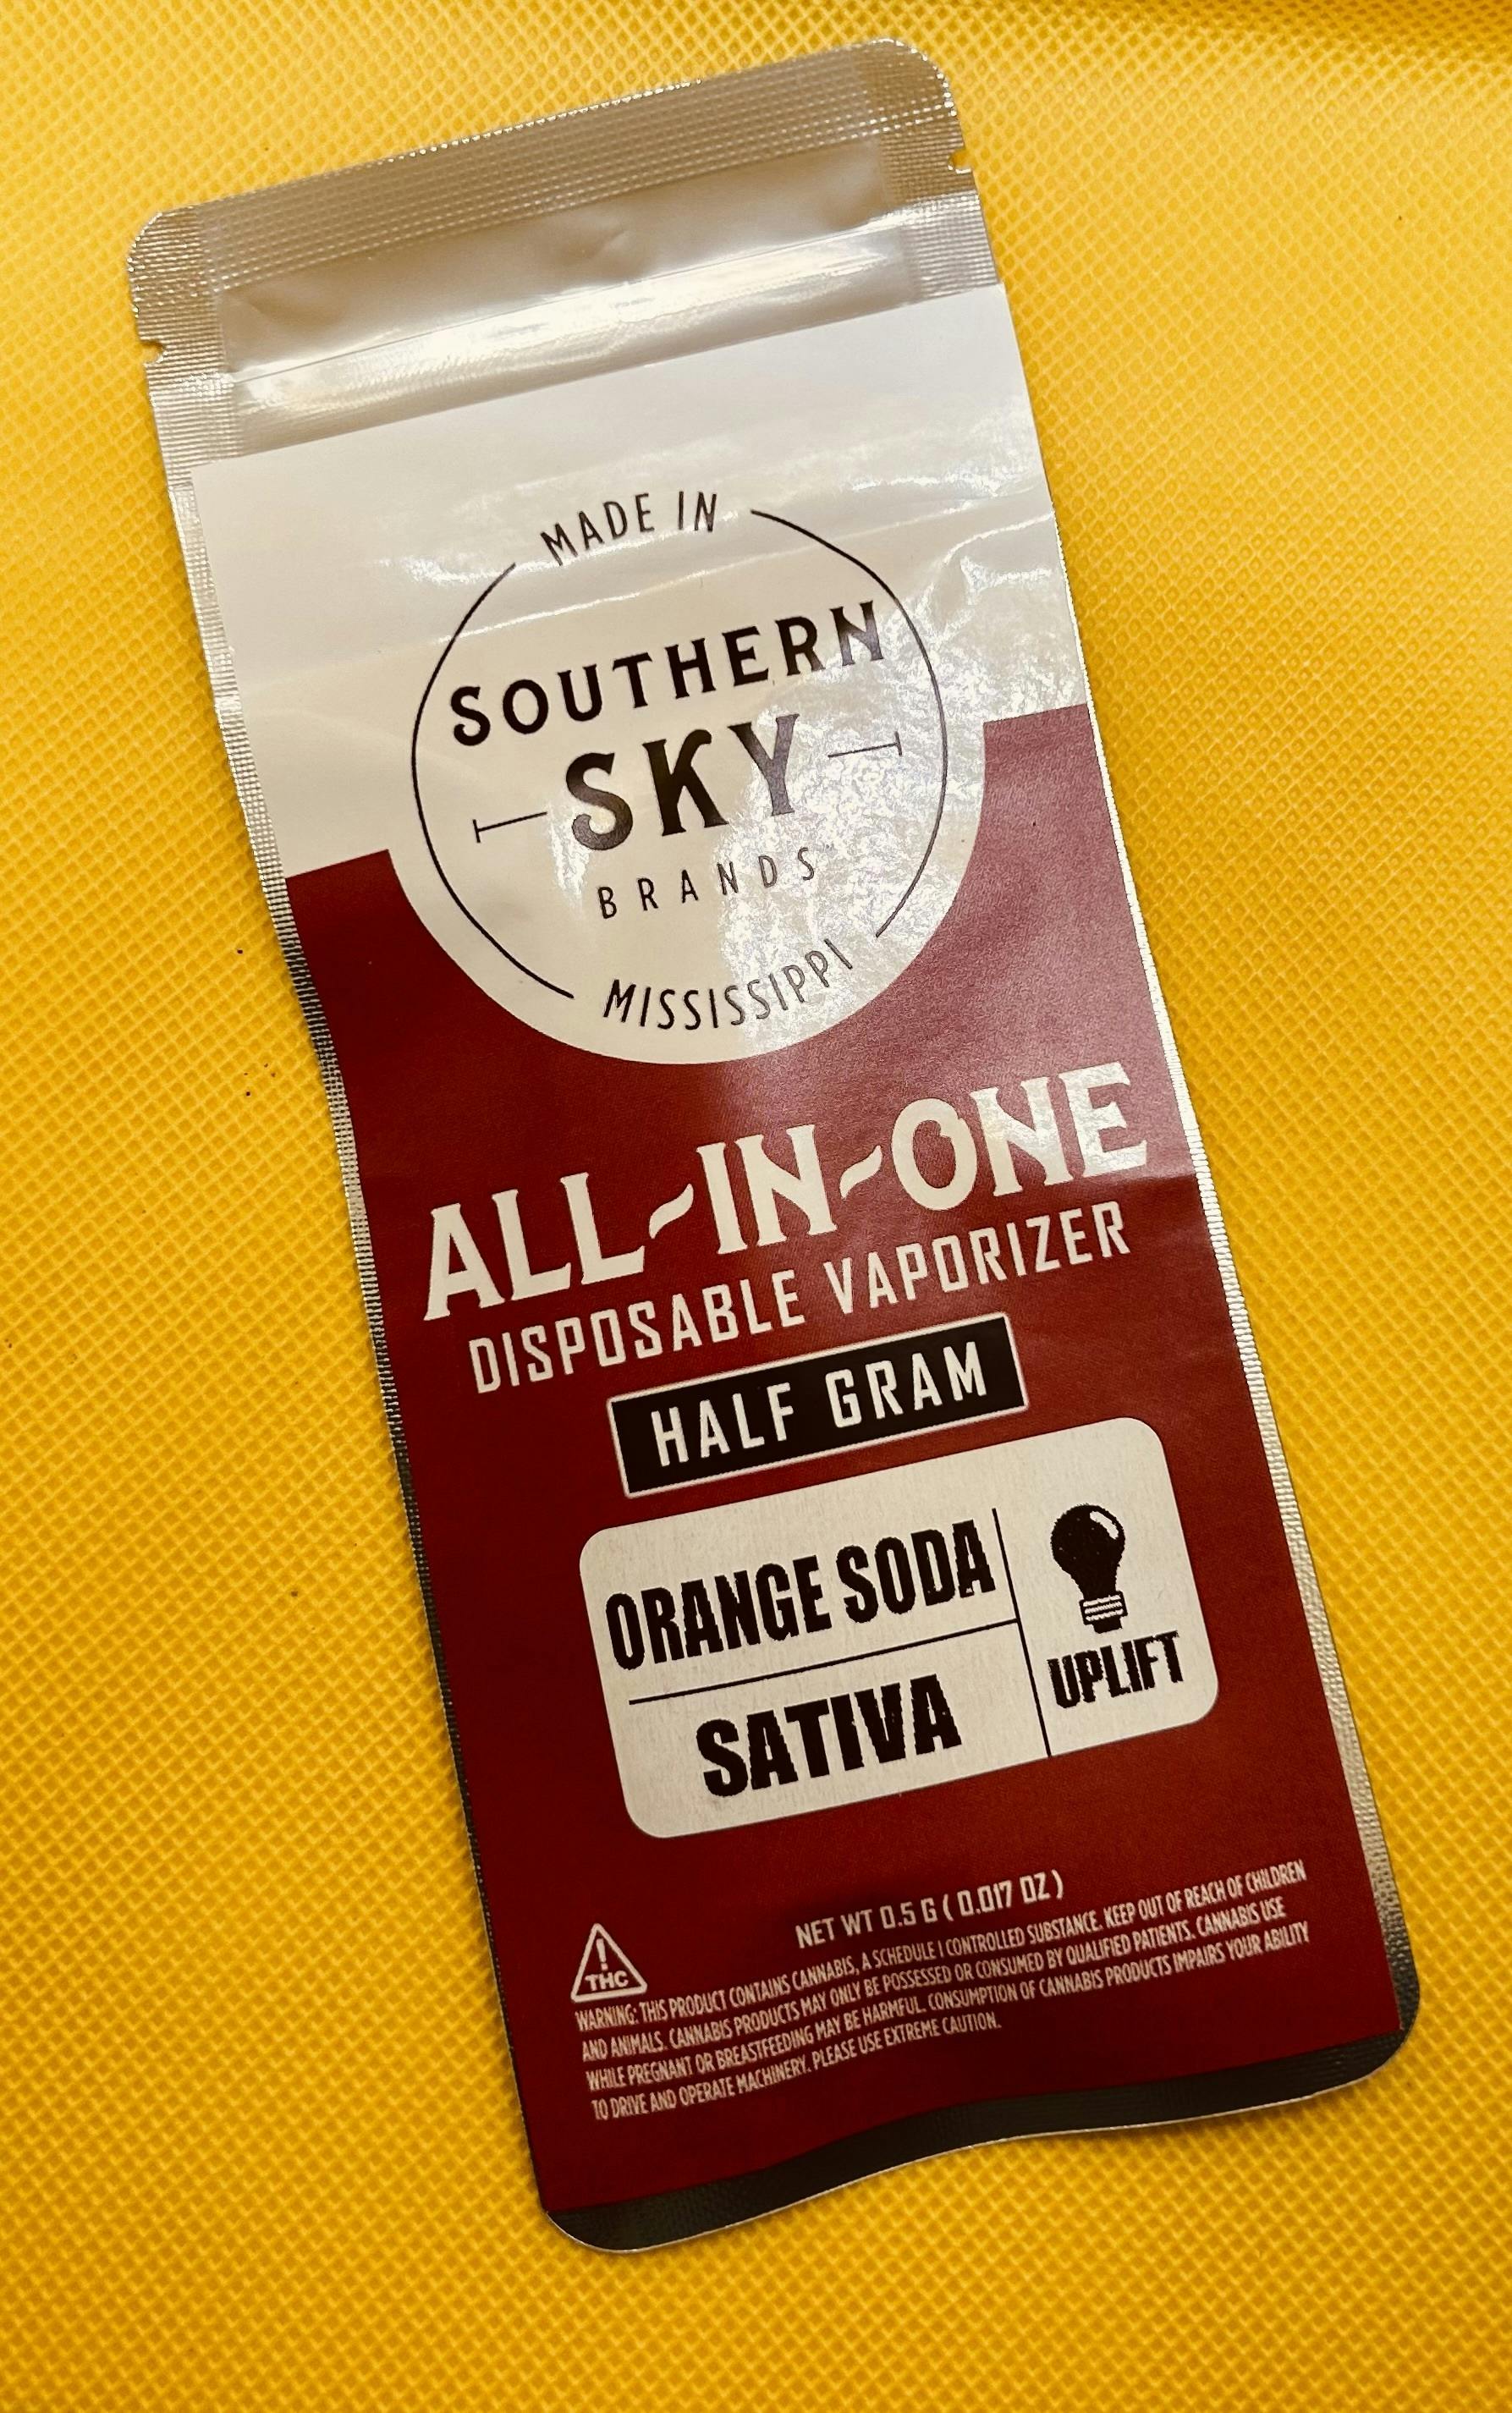 MADE IN
SOUTHERN
SKY
BRANDS
MISSISSIPPI
ALL-IN-ONE
DISPOSABLE VAPORIZER
HALF GRAM
ORANGE SODA
SATIVA
UPLIFT
NET WT 0.5 G ( 0.017 OZ )
! THC
WARNING: THIS PRODUCT CONTAINS CANNABIS, A SCHEDULE I CONTROLLED SUBSTANCE. KEEP OUT OF REACH OF CHILDREN
AND ANIMALS. CANNABIS PRODUCTS MAY ONLY BE POSSESSED OR CONSUMED BY QUALIFIED PATIENTS. CANNABIS USE
WHILE PREGNANT OR BREASTFEEDING MAY BE HARMFUL. CONSUMPTION OF CANNABIS PRODUCTS IMPAIRS YOUR ABILITY
TO DRIVE AND OPERATE MACHINERY. PLEASE USE EXTREME CAUTION.